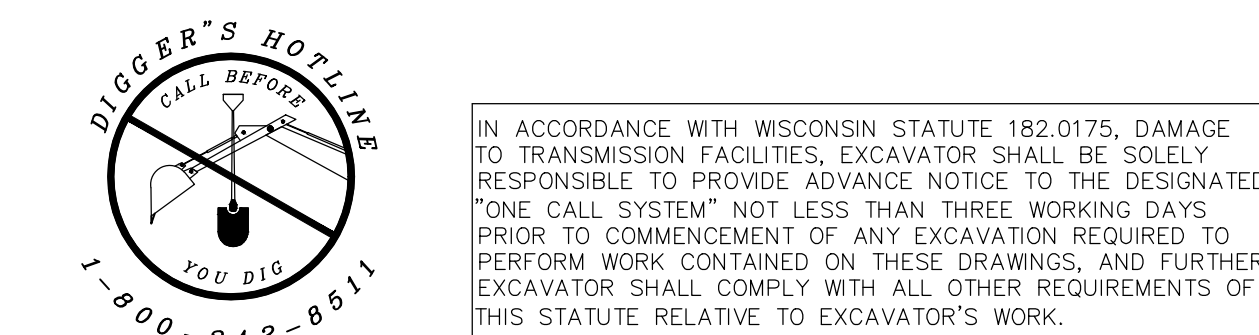 DIGGER"S HOTLINE
CALL BEFORE
YOU DIG
IN ACCORDANCE WITH WISCONSIN STATUTE 182.0175, DAMAGE
TO TRANSMISSION FACILITIES, EXCAVATOR SHALL BE SOLELY
RESPONSIBLE TO PROVIDE ADVANCE NOTICE TO THE DESIGNATED
"ONE CALL SYSTEM" NOT LESS THAN THREE WORKING DAYS
PRIOR TO COMMENCEMENT OF ANY EXCAVATION REQUIRED TO
PERFORM WORK CONTAINED ON THESE DRAWINGS, AND FURTHER
EXCAVATOR SHALL COMPLY WITH ALL OTHER REQUIREMENTS OF
THIS STATUTE RELATIVE TO EXCAVATOR'S WORK.